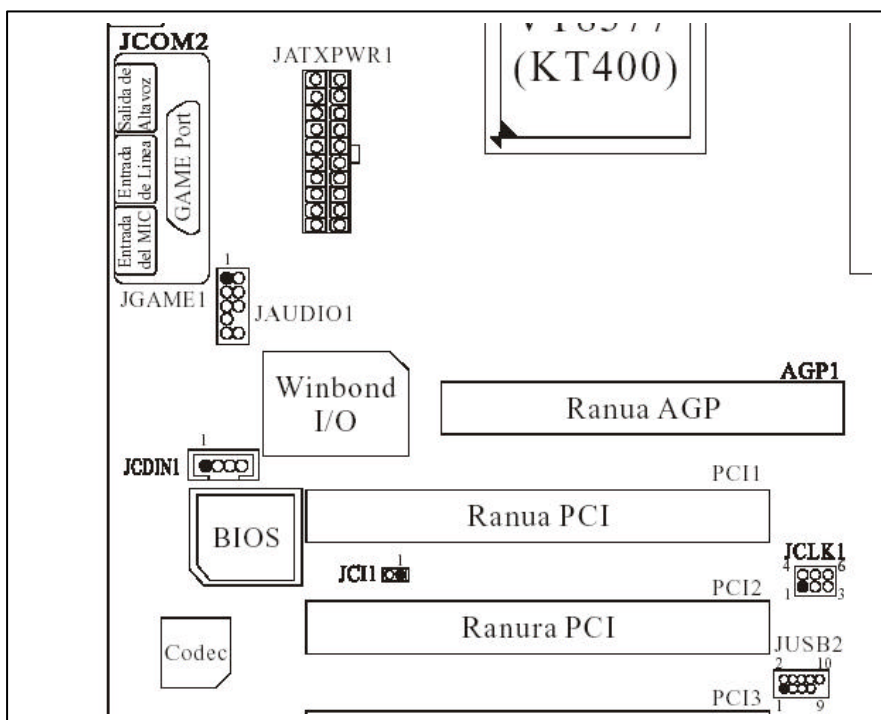 JCOM2
Salida de
Altavoz
Entrada
de Linea
Entrada
del MIC
GAME Port
JGAME1
JATXPWR1
(KT400)
1
JAUDIO1
Winbond
I/O
AGP1
Ranua AGP
1
JCDIN1
BIOS
PCI1
Ranua PCI
JCI1
1
JCLK1
4 6
1 3
PCI2
Ranura PCI
Codec
JUSB2
2 10
1 9
PCI3